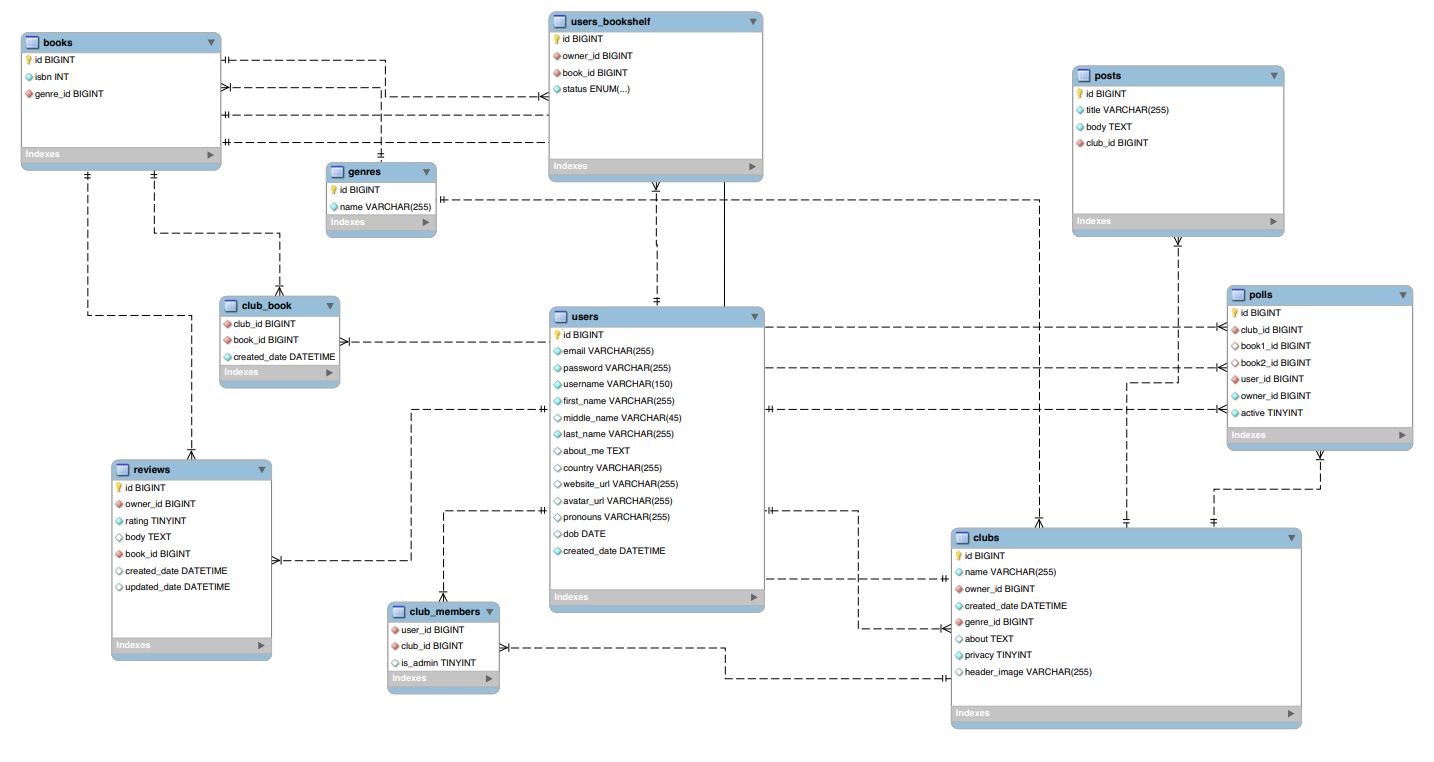 books
id BIGINT
isbn INT
genre_id BIGINT
Indexes
users_bookshelf
id BIGINT
owner_id BIGINT
book_id BIGINT
status ENUM(...)
Indexes
posts
id BIGINT
title VARCHAR(255)
body TEXT
club_id BIGINT
Indexes
genres
id BIGINT
name VARCHAR(255)
Indexes
club_book
club_id BIGINT
book_id BIGINT
created_date DATETIME
Indexes
users
id BIGINT
email VARCHAR(255)
password VARCHAR(255)
username VARCHAR(150)
first_name VARCHAR(255)
middle_name VARCHAR(45)
last_name VARCHAR(255)
about_me TEXT
country VARCHAR(255)
website_url VARCHAR(255)
avatar_url VARCHAR(255)
pronouns VARCHAR(255)
dob DATE
created_date DATETIME
Indexes
polls
id BIGINT
club_id BIGINT
book1_id BIGINT
book2_id BIGINT
user_id BIGINT
owner_id BIGINT
active TINYINT
Indexes
reviews
id BIGINT
owner_id BIGINT
rating TINYINT
body TEXT
book_id BIGINT
created_date DATETIME
updated_date DATETIME
Indexes
club_members
user_id BIGINT
club_id BIGINT
is_admin TINYINT
Indexes
clubs
id BIGINT
name VARCHAR(255)
owner_id BIGINT
created_date DATETIME
genre_id BIGINT
about TEXT
privacy TINYINT
header_image VARCHAR(255)
Indexes